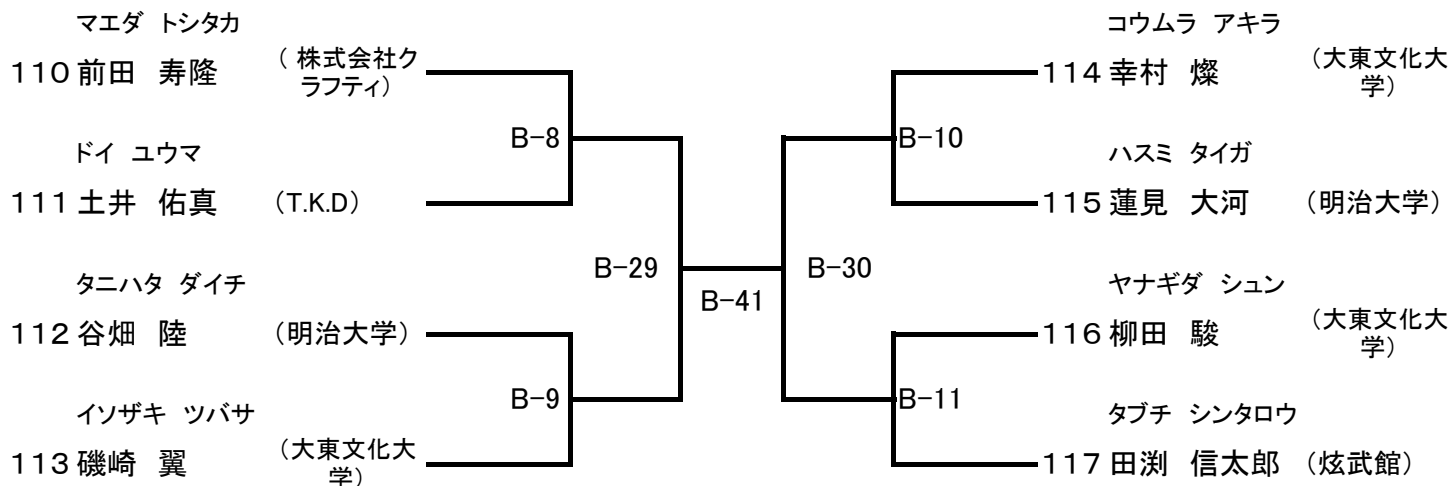 マエダ トシタカ
110 前田 寿隆 (株式会社ク
ラフティ)
B-8
ドイ ユウマ
111 土井 佑真 (T.K.D)
B-29
タニハタ ダイチ
112 谷畑 陸 (明治大学)
B-9
イソザキ ツバサ
113 磯崎 翼 (大東文化大
学)
B-41
コウムラ アキラ
114 幸村 燦 (大東文化大
学)
B-10
ハスミ タイガ
115 蓮見 大河 (明治大学)
B-30
ヤナギダ シュン
116 柳田 駿 (大東文化大
学)
B-11
タブチ シンタロウ
117 田渕 信太郎 (炫武館)